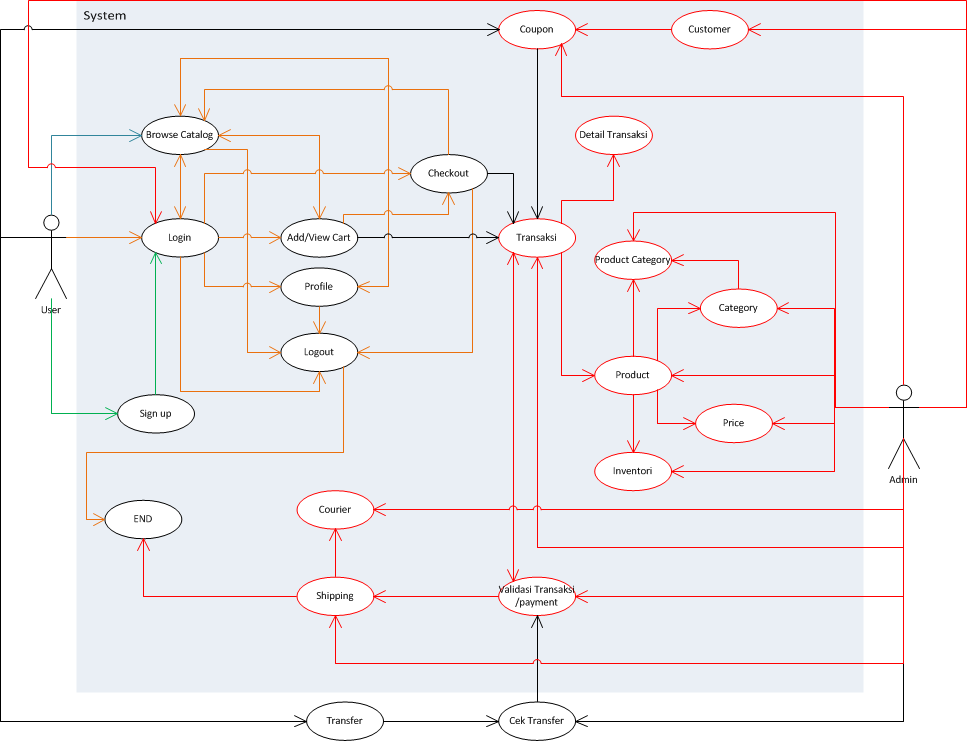 System
Coupon
Customer
Browse Catalog
Detail Transaksi
Checkout
Login
Add/View Cart
Transaksi
Product Category
Profile
User
Category
Logout
Product
Sign up
Price
Inventori
Admin
Courier
END
Shipping
Validasi Transaksi
/payment
Transfer
Cek Transfer